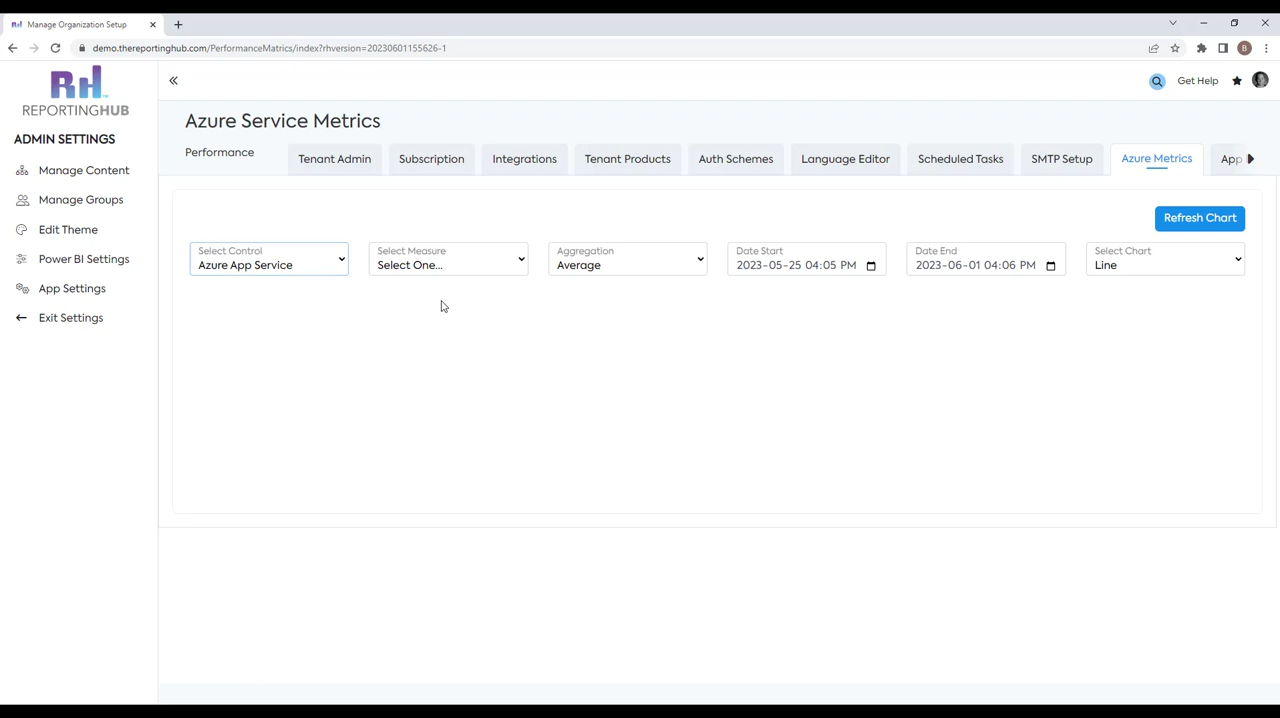 Manage Organization Setup
demo.thereportinghub.com/PerformanceMatrics/index?rhversion=20230601155626-1
B
RH
REPORTINGHUB
Get Help
ADMIN SETTINGS
Manage Content
Manage Groups
Edit Theme
Power BI Settings
App Settings
Exit Settings
Azure Service Metrics
Performance
Tenant Admin
Subscription
Integrations
Tenant Products
Auth Schemes
Language Editor
Scheduled Tasks
SMTP Setup
Azure Metrics
App
Refresh Chart
Select Control
Azure App Service
Select Measure
Select One...
Aggregation
Average
Date Start
2023-05-25 04:05 PM
Date End
2023-06-01 04:06 PM
Select Chart
Line